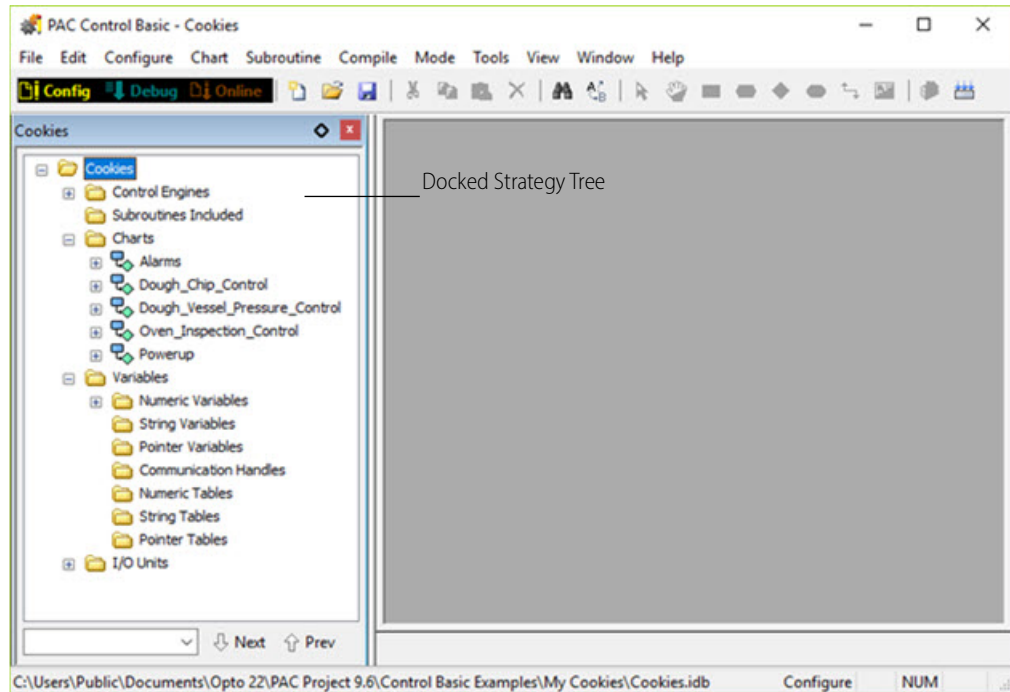 PAC Control Basic - Cookies
File Edit Configure Chart Subroutine Compile Mode Tools View Window Help
Config Debug Online
Cookies
Cookies
Docked Strategy Tree
Control Engines
Subroutines Included
Charts
Alarms
Dough_Chip_Control
Dough_Vessel_Pressure_Control
Oven_Inspection_Control
Powerup
Variables
Numeric Variables
String Variables
Pointer Variables
Communication Handles
Numeric Tables
String Tables
Pointer Tables
I/O Units
Next Prev
C:\Users\Public\Documents\Opto 22\PAC Project 9.6\Control Basic Examples\My Cookies\Cookies.idb Configure NUM